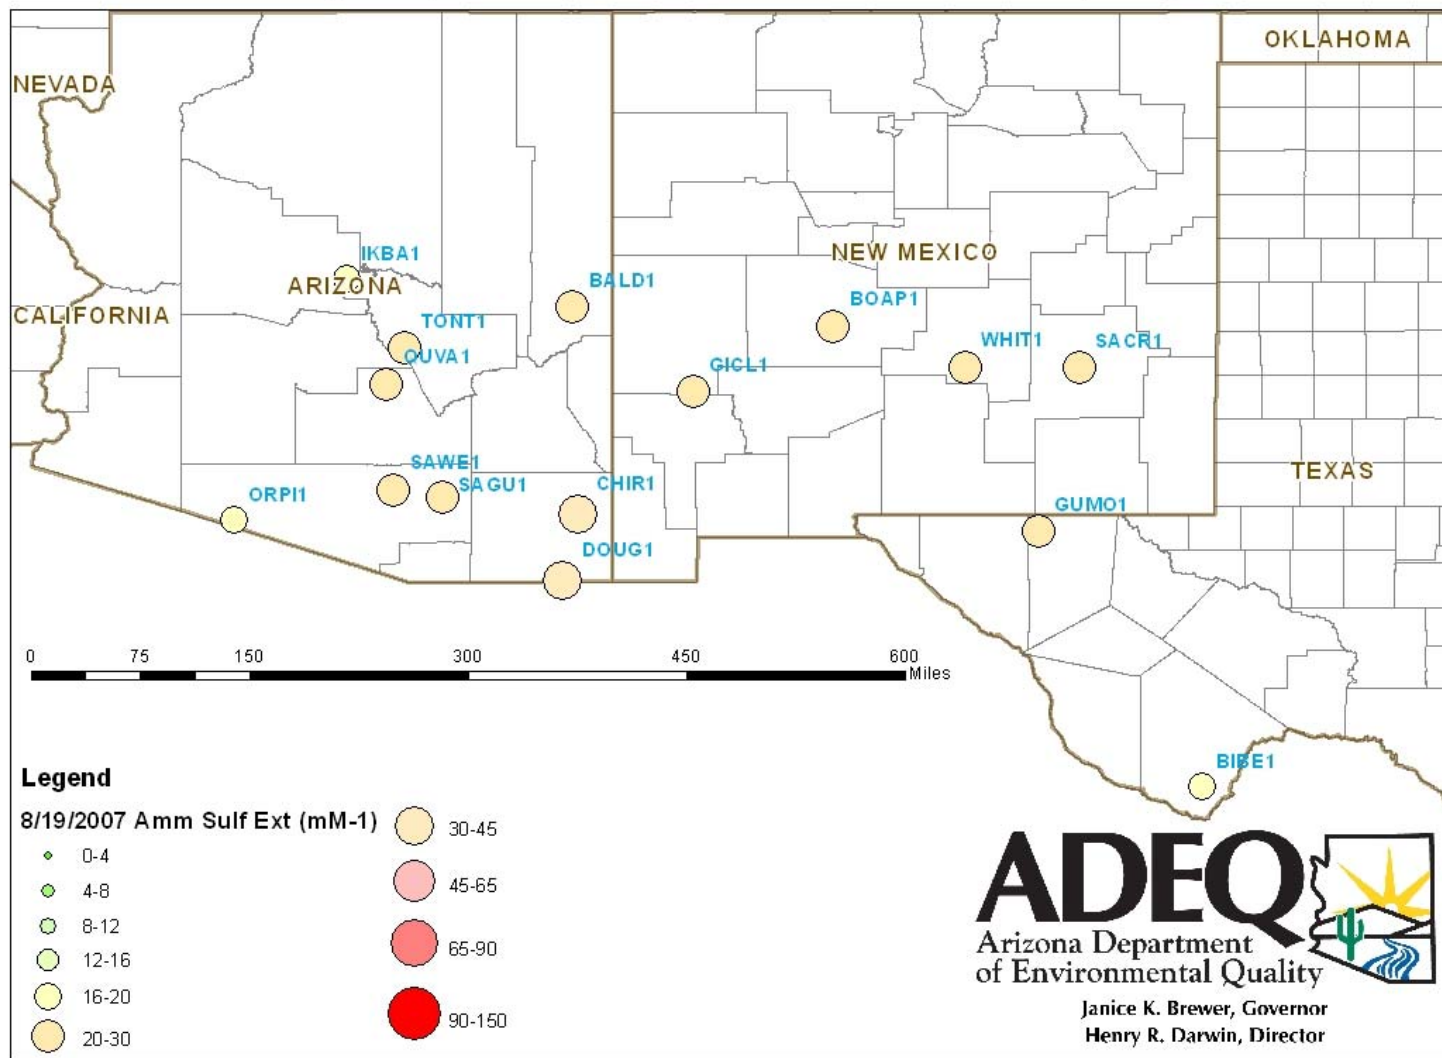 OKLAHOMA
NEVADA
IKBA1
NEW MEXICO
ARIZONA
BALD1
BOAP1
CALIFORNIA
TONT1
WHIT1
SACR1
QUVA1
GICL1
SAWE1
TEXAS
SAGU1
CHIR1
ORPI1
GUMO1
DOUG1
0 75 150 300 450 600
Miles
BIBE1
Legend
8/19/2007 Amm Sulf Ext (mM-1)
0-4
4-8
8-12
12-16
16-20
20-30
30-45
45-65
65-90
90-150
ADEQ
Arizona Department
of Environmental Quality
Janice K. Brewer, Governor
Henry R. Darwin, Director